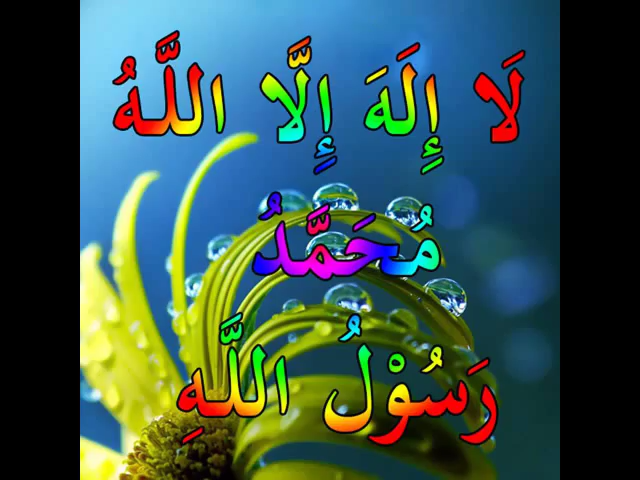 لَا إِلَهَ إِلَّا اللَّهُ
مُحَمَّدُ
رَسُوْلُ اللَّهِ